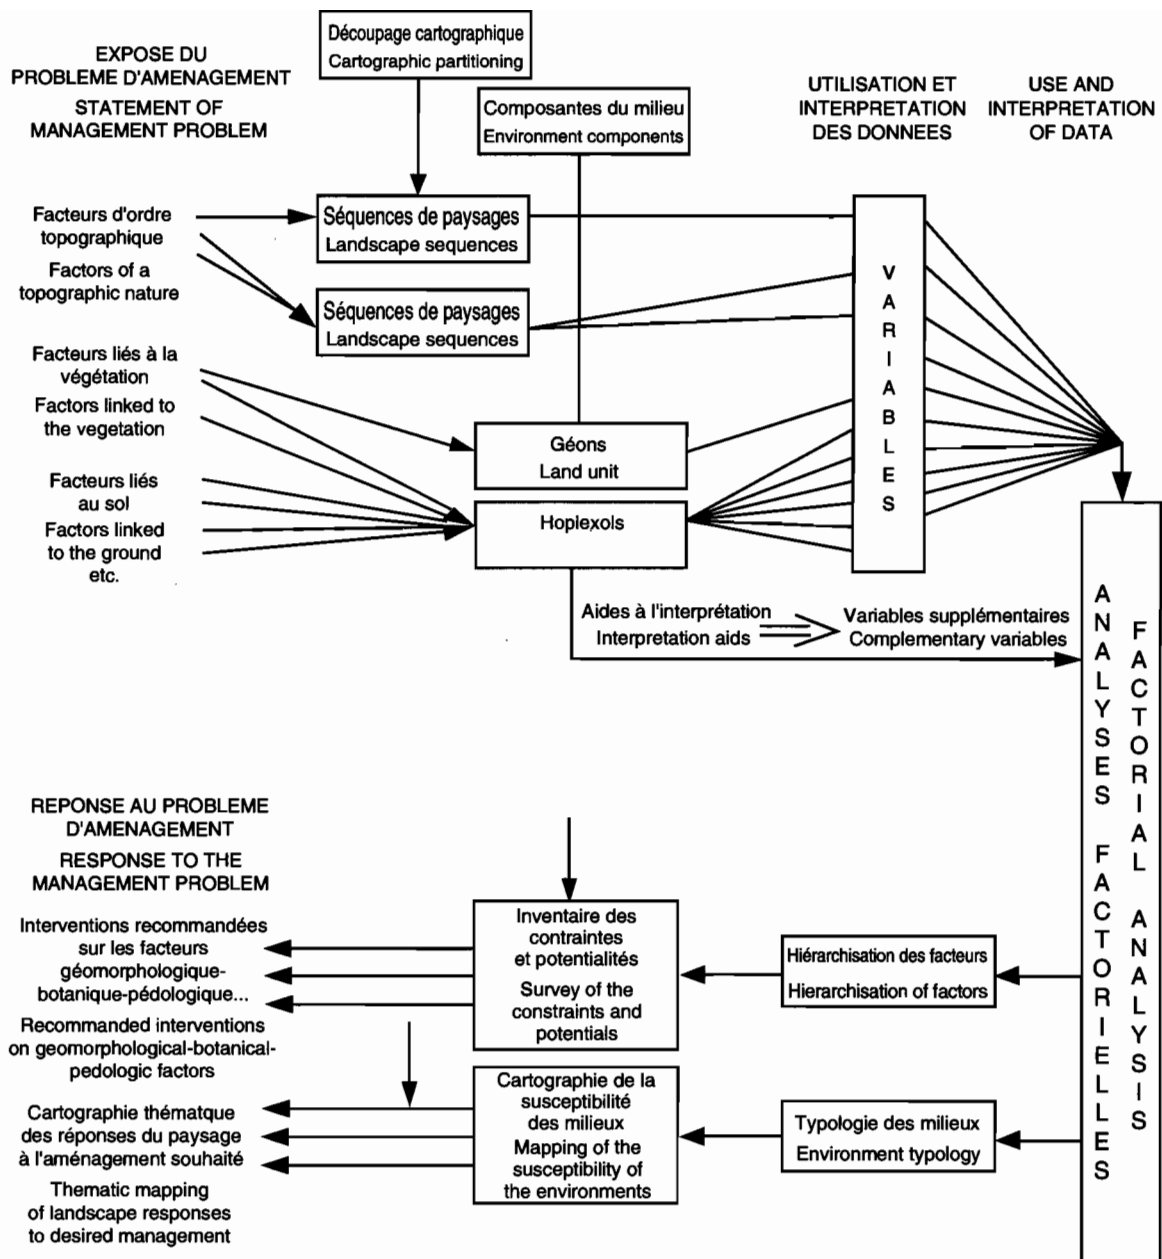 Découpage cartographique
Cartographic partitioning
EXPOSE DU
PROBLEME D'AMENAGEMENT
STATEMENT OF
MANAGEMENT PROBLEM
Composantes du milieu
Environment components
UTILISATION ET
INTERPRETATION
DES DONNEES
USE AND
INTERPRETATION
OF DATA
Facteurs d'ordre
topographique
Factors of a
topographic nature
Séquences de paysages
Landscape sequences
Séquences de paysages
Landscape sequences
Facteurs liés à la
végétation
Factors linked to
the vegetation
Facteurs liés
au sol
Factors linked
to the ground
etc.
Géons
Land unit
Hoplexols
VARIABLES
Aides à l'interprétation
Interpretation aids
Variables supplémentaires
Complementary variables
ANALYSES FACTORIELLES
FACTORIAL ANALYSIS
REPONSE AU PROBLEME
D'AMENAGEMENT
RESPONSE TO THE
MANAGEMENT PROBLEM
Interventions recommandées
sur les facteurs
géomorphologique-
botanique-pédologique...
Recommanded interventions
on geomorphological-botanical-
pedologic factors
Inventaire des
contraintes
et potentialités
Survey of the
constraints and
potentials
Hiérarchisation des facteurs
Hierarchisation of factors
Cartographie thématque
des réponses du paysage
à l'aménagement souhaité
Thematic mapping
of landscape responses
to desired management
Cartographie de la
susceptibilité
des milieux
Mapping of the
susceptibility of
the environments
Typologie des milieux
Environment typology